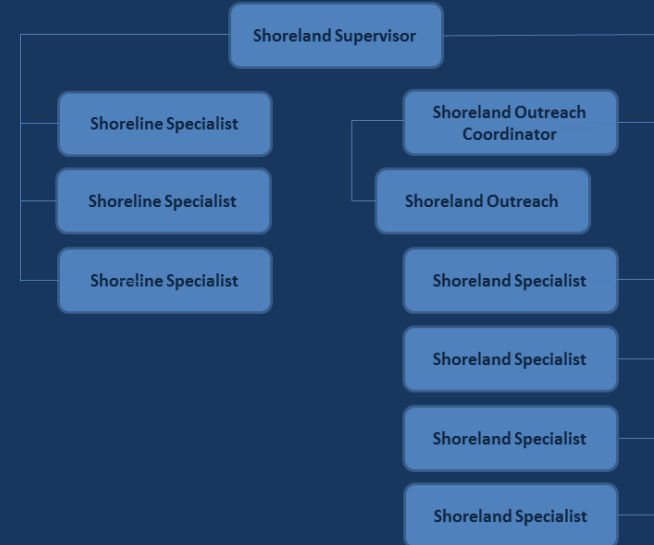 Shoreland Supervisor
Shoreline Specialist
Shoreland Outreach
Coordinator
Shoreline Specialist
Shoreland Outreach
Shoreline Specialist
Shoreland Specialist
Shoreland Specialist
Shoreland Specialist
Shoreland Specialist